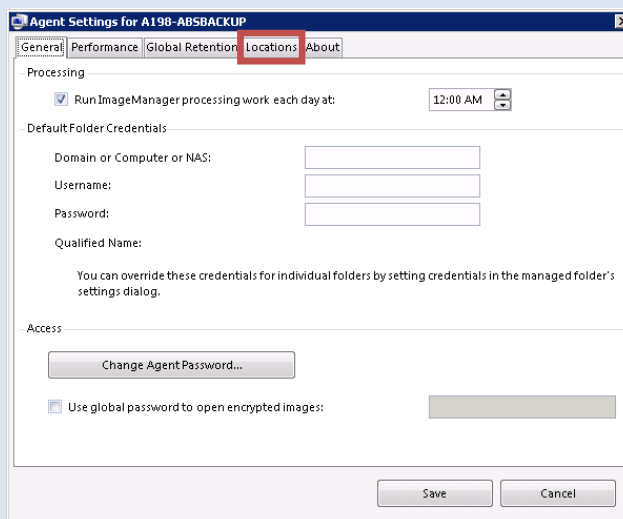 Agent Settings for A198-ABSBACKUP
General Performance Global Retention Locations About
Processing
Run ImageManager processing work each day at: 12:00 AM
Default Folder Credentials
Domain or Computer or NAS:
Username:
Password:
Qualified Name:
You can override these credentials for individual folders by setting credentials in the managed folder's
settings dialog.
Access
Change Agent Password...
Use global password to open encrypted images:
Save Cancel